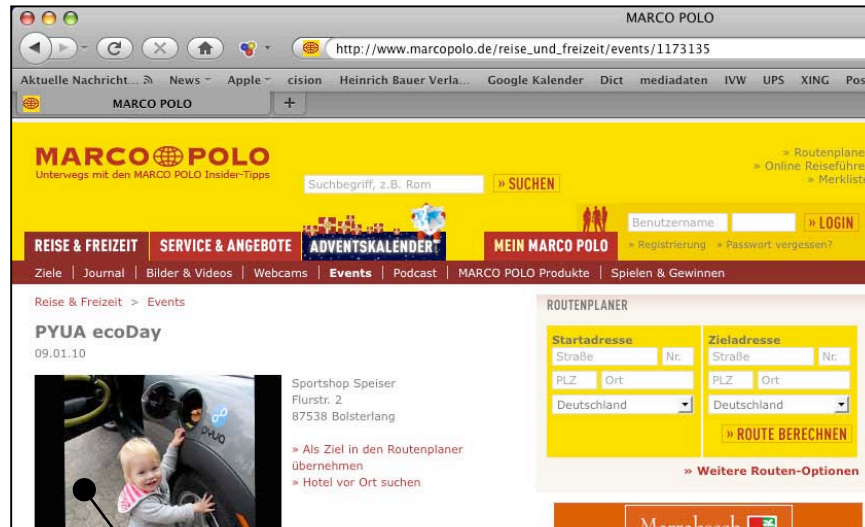 MARCO POLO
http://www.marcopolo.de/reise_und_freizeit/events/1173135
Aktuelle Nachricht... News Apple cision Heinrich Bauer Verla... Google Kalender Dict mediadaten IVW UPS XING Pos
MARCO POLO +
MARCO POLO
Unterwegs mit den MARCO POLO Insider-Tipps
Suchbegriff, z.B. Rom » SUCHEN
» Routenplane
» Online Reiseführe
» Merkliste
Benutzername » LOGIN
» Registrierung » Passwort vergessen?
REISE & FREIZEIT SERVICE & ANGEBOTE ADVENTSKALENDER MEIN MARCO POLO
Ziele | Journal | Bilder & Videos | Webcams | Events | Podcast | MARCO POLO Produkte | Spielen & Gewinnen
Reise & Freizeit > Events
PYUA ecoDay
09.01.10
pyua
Sportshop Speiser
Flurstr. 2
87538 Bolsterlang
» Als Ziel in den Routenplaner
übernehmen
» Hotel vor Ort suchen
ROUTENPLANER
Startadresse Zieladresse
Straße Nr. Straße Nr.
PLZ Ort PLZ Ort
Deutschland Deutschland
» ROUTE BERECHNEN
» Weitere Routen-Optionen